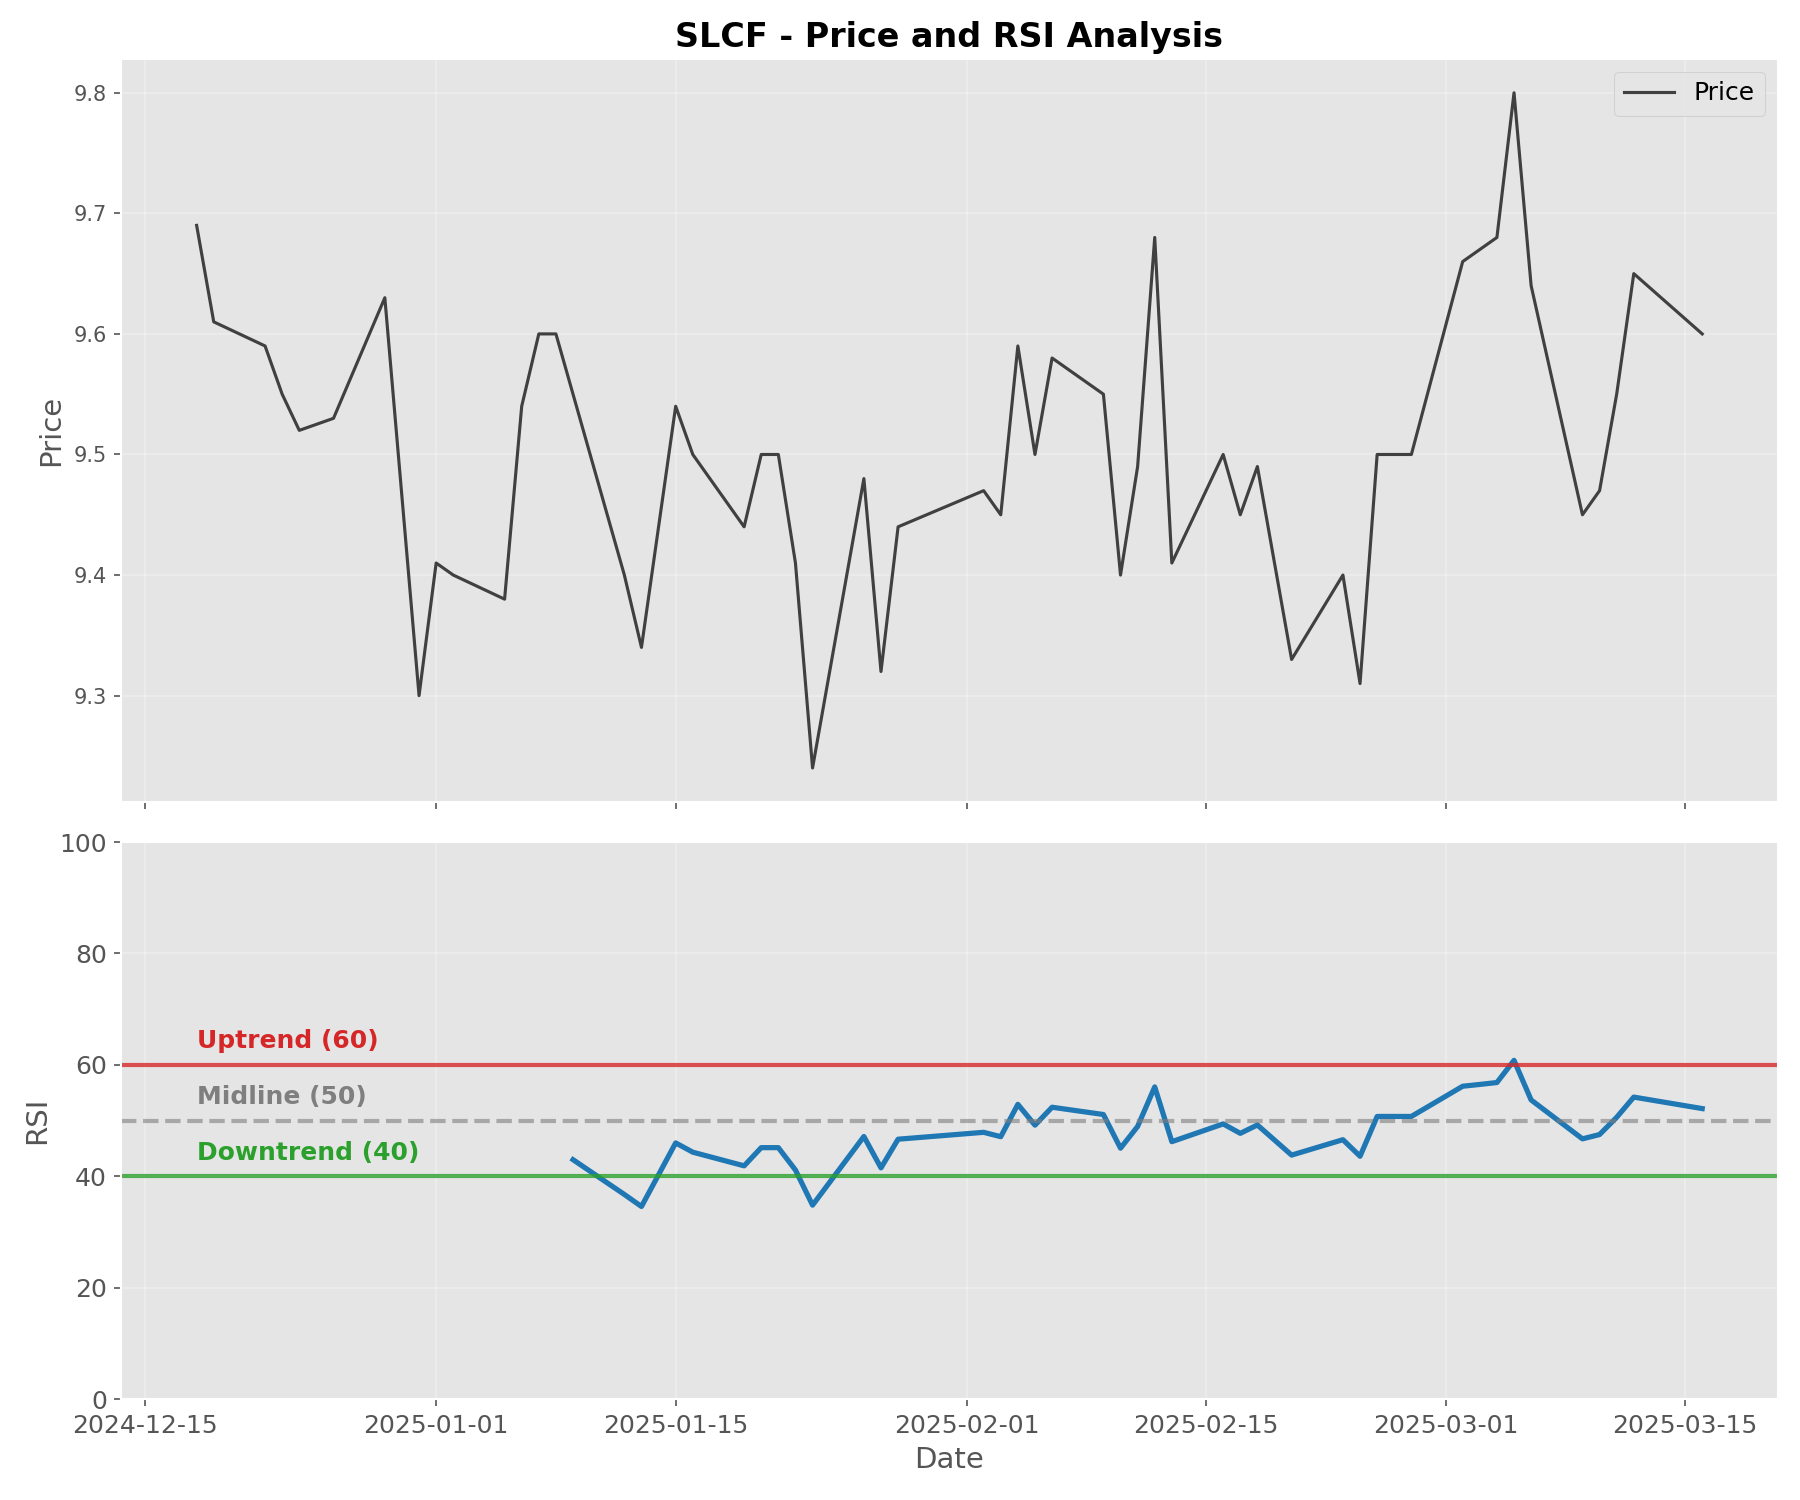 SLCF - Price and RSI Analysis
Price
9.8
9.7
9.6
9.5
9.4
9.3
Price
100
80
60
40
20
0
Uptrend (60)
Midline (50)
Downtrend (40)
RSI
2024-12-15
2025-01-01
2025-01-15
2025-02-01
2025-02-15
2025-03-01
2025-03-15
Date